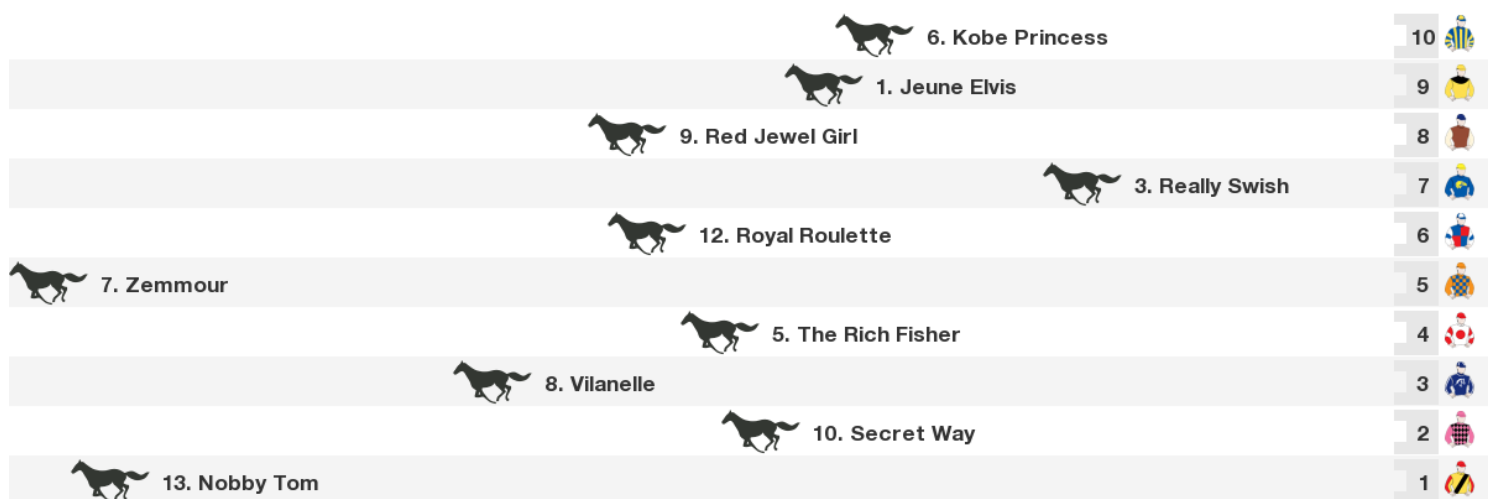 6. Kobe Princess 10
1. Jeune Elvis 9
9. Red Jewel Girl 8
3. Really Swish 7
12. Royal Roulette 6
7. Zemmour 5
5. The Rich Fisher 4
8. Vilanelle 3
10. Secret Way 2
13. Nobby Tom 1